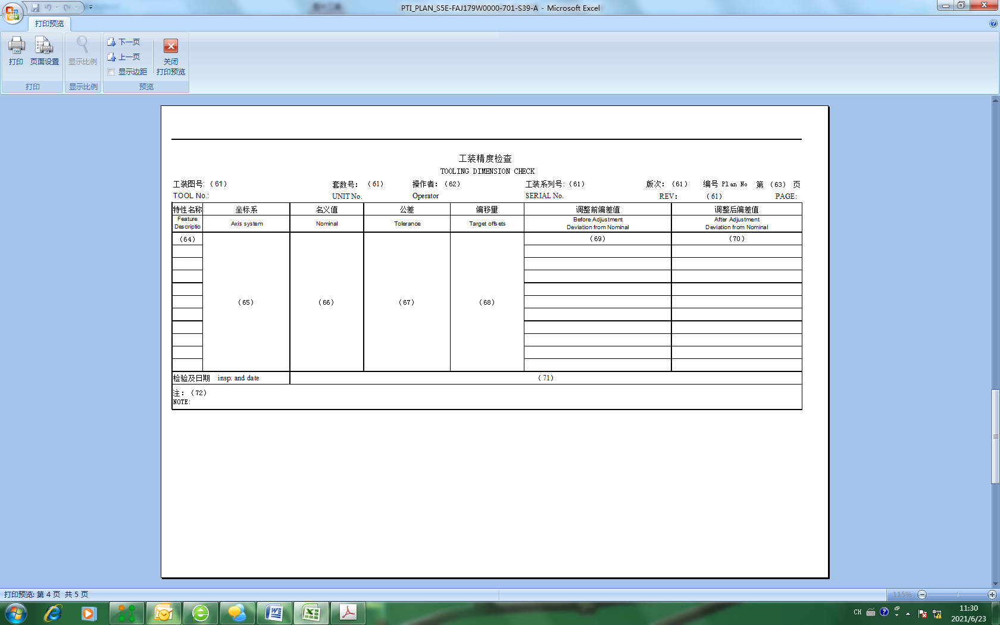 PTI_PLAN_S5E-FAJ179W0000-701-S39-A - Microsoft Excel
打印预览
打印
页面设置
显示比例
下一页
上一页
显示边距
关闭
打印预览
打印
显示比例
预览
工装精度检查
TOOLING DIMENSION CHECK
工装图号:（61） 套数号:（61） 操作者:（62） 工装系列号:（61） 版次:（61） 编号 Plan No 第（63）页
TOOL No.: UNIT No. Operator SERIAL No. REV: （61） PAGE:
特性名称 坐标系 名义值 公差 偏移量 调整前偏差值 调整后偏差值
Feature Before Adjustment After Adjustment
Descriptio Axis system Nominal Tolerance Target offsets Deviation from Nominal Deviation from Nominal
（64） （69） （70）
（65） （66） （67） （68）
检验及日期 insp. and date （71）
注:（72）
NOTE:
打印预览: 第 4 页 共 5 页
115%
CH
11:30
2021/6/23